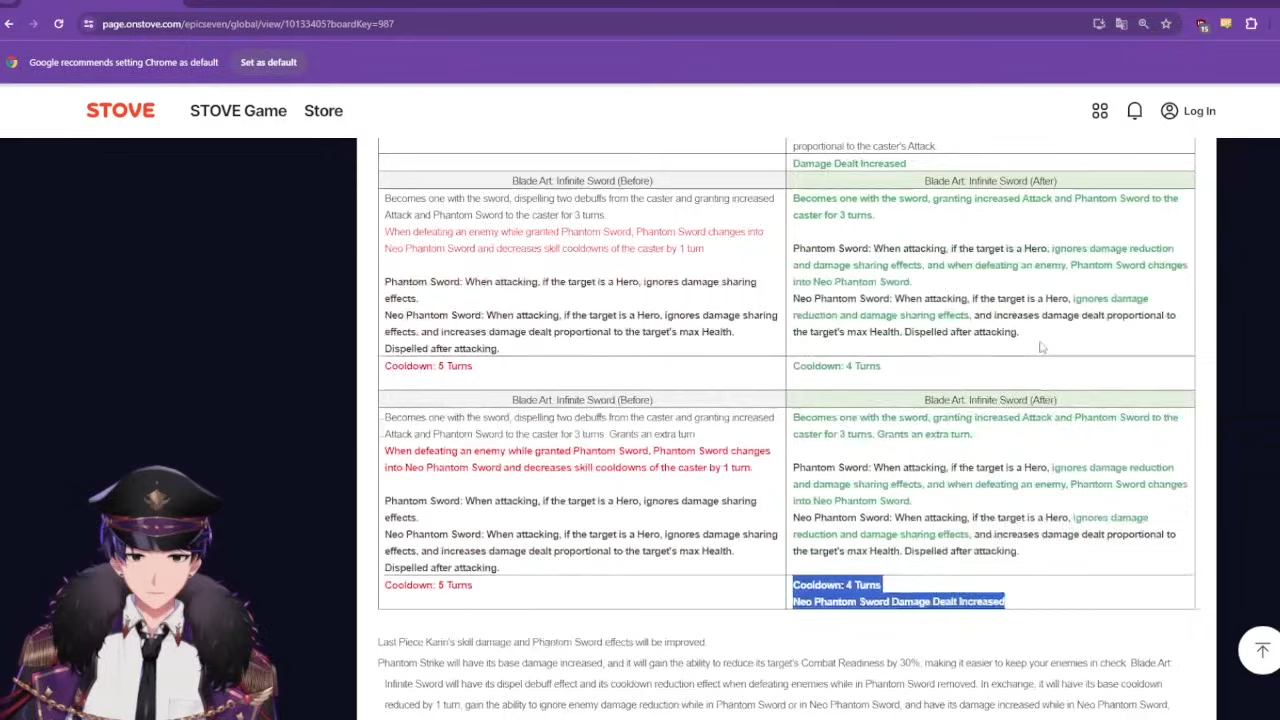 page.onstove.com/epicseven/global/view/10133405?boardKey=987
15
Google recommends setting Chrome as default
Set as default
STOVE
STOVE Game
Store
Log In
proportional to the caster's Attack.
Damage Dealt Increased
Blade Art: Infinite Sword (Before)
Blade Art: Infinite Sword (After)
Becomes one with the sword, dispelling two debuffs from the caster and granting increased
Attack and Phantom Sword to the caster for 3 turns.
When defeating an enemy while granted Phantom Sword, Phantom Sword changes into
Neo Phantom Sword and decreases skill cooldowns of the caster by 1 turn
Phantom Sword: When attacking, if the target is a Hero, ignores damage sharing
effects.
Neo Phantom Sword: When attacking, if the target is a Hero, ignores damage sharing
effects, and increases damage dealt proportional to the target's max Health.
Dispelled after attacking.
Becomes one with the sword, granting increased Attack and Phantom Sword to the
caster for 3 turns.
Phantom Sword: When attacking, if the target is a Hero, ignores damage reduction
and damage sharing effects, and when defeating an enemy, Phantom Sword changes
into Neo Phantom Sword.
Neo Phantom Sword: When attacking, if the target is a Hero, ignores damage
reduction and damage sharing effects, and increases damage dealt proportional to
the target's max Health. Dispelled after attacking.
Cooldown: 5 Turns
Cooldown: 4 Turns
Blade Art: Infinite Sword (Before)
Blade Art: Infinite Sword (After)
Becomes one with the sword, dispelling two debuffs from the caster and granting increased
Attack and Phantom Sword to the caster for 3 turns. Grants an extra turn
When defeating an enemy while granted Phantom Sword, Phantom Sword changes
into Neo Phantom Sword and decreases skill cooldowns of the caster by 1 turn.
Phantom Sword: When attacking, if the target is a Hero, ignores damage sharing
effects.
Neo Phantom Sword: When attacking, if the target is a Hero, ignores damage sharing
effects, and increases damage dealt proportional to the target's max Health.
Dispelled after attacking.
Becomes one with the sword, granting increased Attack and Phantom Sword to the
caster for 3 turns. Grants an extra turn.
Phantom Sword: When attacking, if the target is a Hero, ignores damage reduction
and damage sharing effects, and when defeating an enemy, Phantom Sword changes
into Neo Phantom Sword.
Neo Phantom Sword: When attacking, if the target is a Hero, ignores damage
reduction and damage sharing effects, and increases damage dealt proportional to
the target's max Health. Dispelled after attacking.
Cooldown: 5 Turns
Cooldown: 4 Turns
Neo Phantom Sword Damage Dealt Increased
Last Piece Karin's skill damage and Phantom Sword effects will be improved.
Phantom Strike will have its base damage increased, and it will gain the ability to reduce its target's Combat Readiness by 30%, making it easier to keep your enemies in check. Blade Art:
Infinite Sword will have its dispel debuff effect and its cooldown reduction effect when defeating enemies while in Phantom Sword removed. In exchange, it will have its base cooldown
reduced by 1 turn, gain the ability to ignore enemy damage reduction while in Phantom Sword or in Neo Phantom Sword, and have its damage increased while in Neo Phantom Sword,